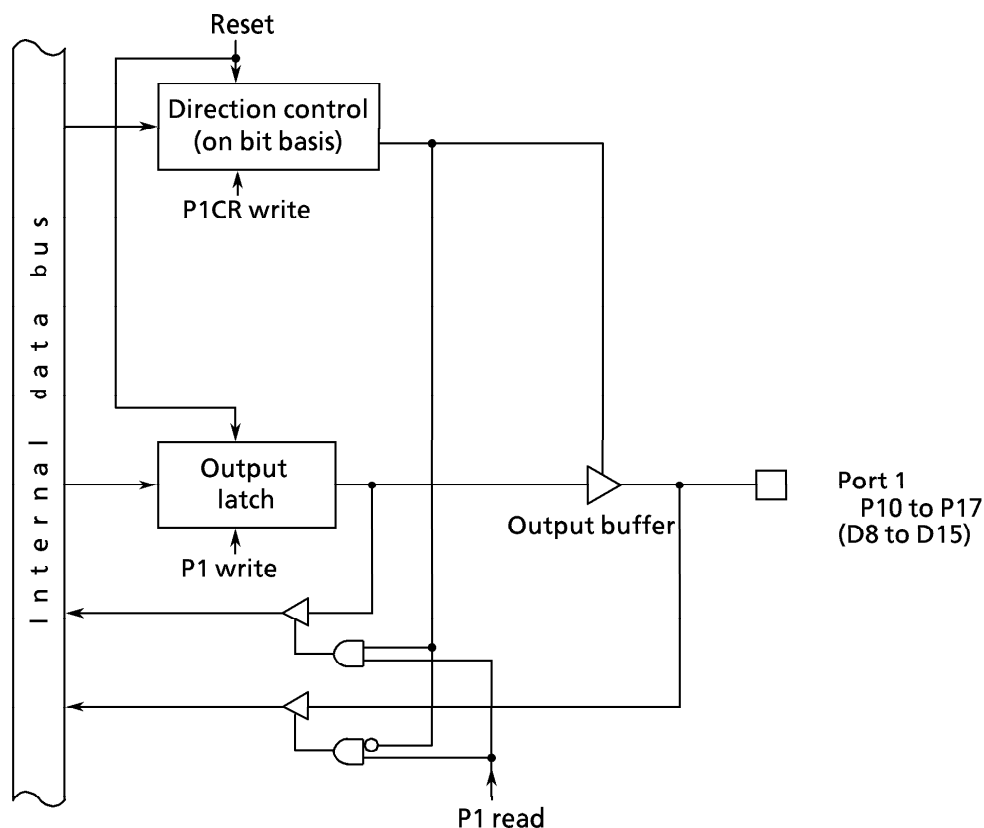 Reset
Direction control
(on bit basis)
P1CR write
Internal data bus
Output
latch
P1 write
Output buffer
Port 1
P10 to P17
(D8 to D15)
P1 read